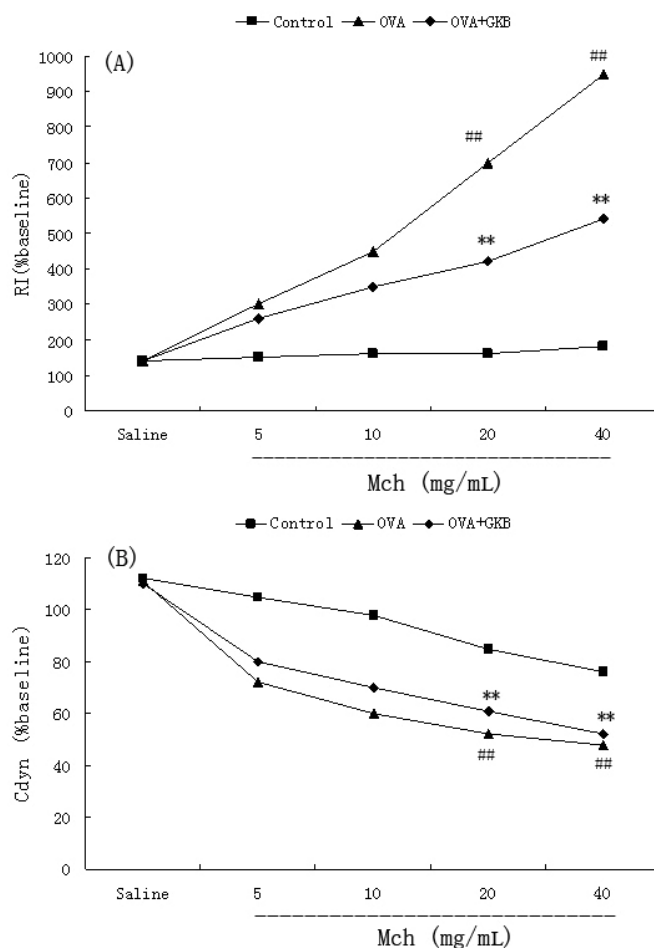 Control OVA OVA+GKB
(A)
1000
900
800
700
600
500
400
300
200
100
0
RI(%baseline)
##
##
**
**
Saline 5 10 20 40
Mch (mg/mL)
Control OVA OVA+GKB
(B)
120
100
80
60
40
20
0
Cdyn (%baseline)
**
**
##
##
Saline 5 10 20 40
Mch (mg/mL)